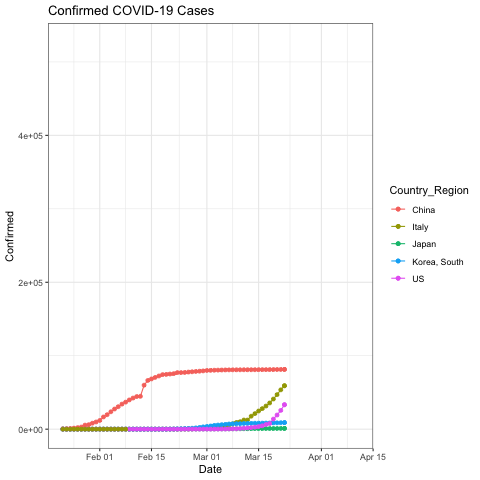 Confirmed COVID-19 Cases
4e+05
2e+05
0e+00
Confirmed
Feb 01
Feb 15
Mar 01
Mar 15
Apr 01
Apr 15
Date
Country_Region
China
Italy
Japan
Korea, South
US